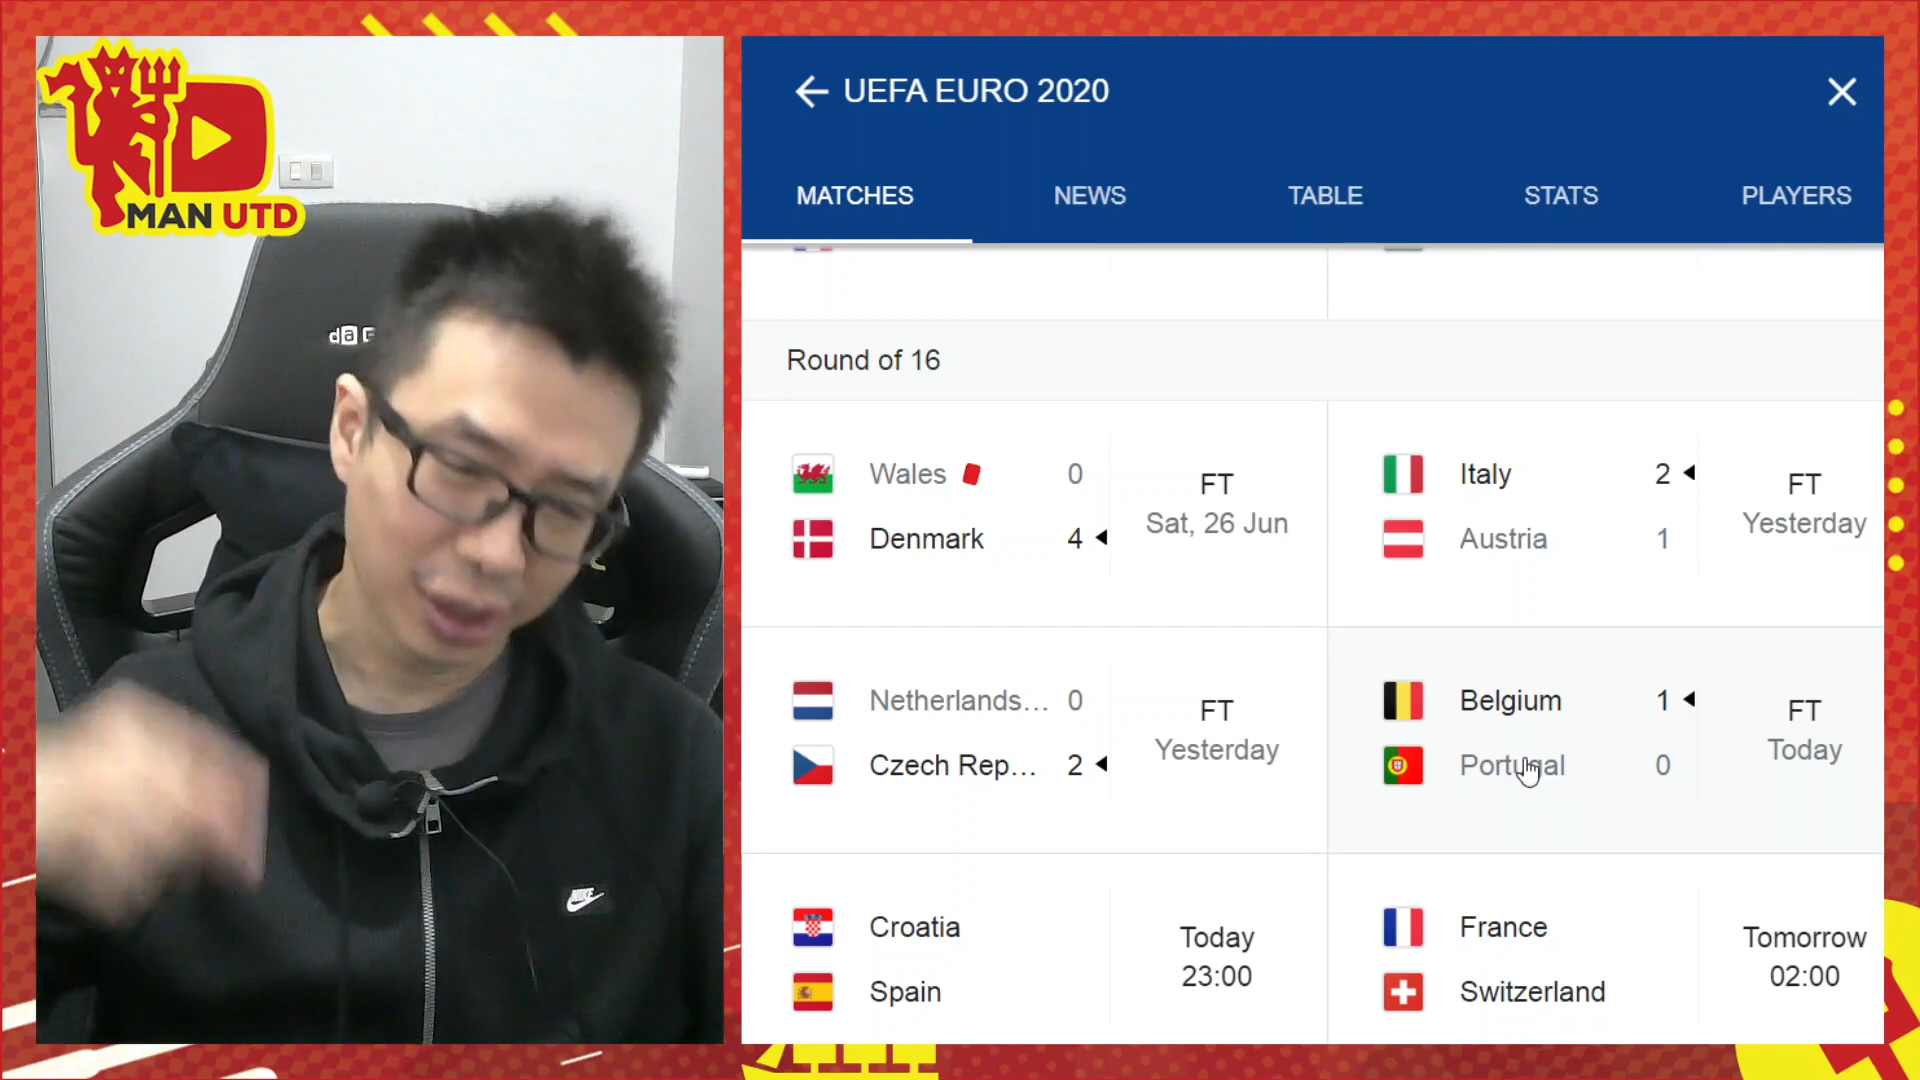 MAN UTD
NIKE
UEFA EURO 2020
MATCHES NEWS TABLE STATS PLAYERS
Round of 16
Wales 0
Denmark 4
FT
Sat, 26 Jun
Italy 2
Austria 1
FT
Yesterday
Netherlands... 0
Czech Rep... 2
FT
Yesterday
Belgium 1
Portugal 0
FT
Today
Croatia
Spain
Today
23:00
France
Switzerland
Tomorrow
02:00